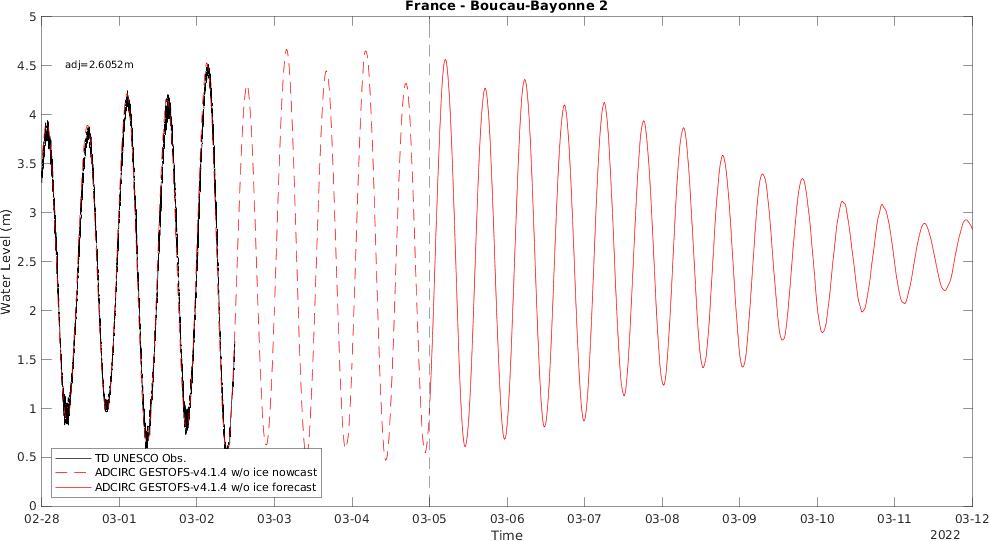 France - Boucau-Bayonne 2
adj=2.6052m
Water Level (m)
5
4.5
4
3.5
3
2.5
2
1.5
1
0.5
0
TD UNESCO Obs.
ADCIRC GESTOFS-v4.1.4 w/o ice nowcast
ADCIRC GESTOFS-v4.1.4 w/o ice forecast
02-28 03-01 03-02 03-03 03-04 03-05 03-06 03-07 03-08 03-09 03-10 03-11 03-12
Time
2022